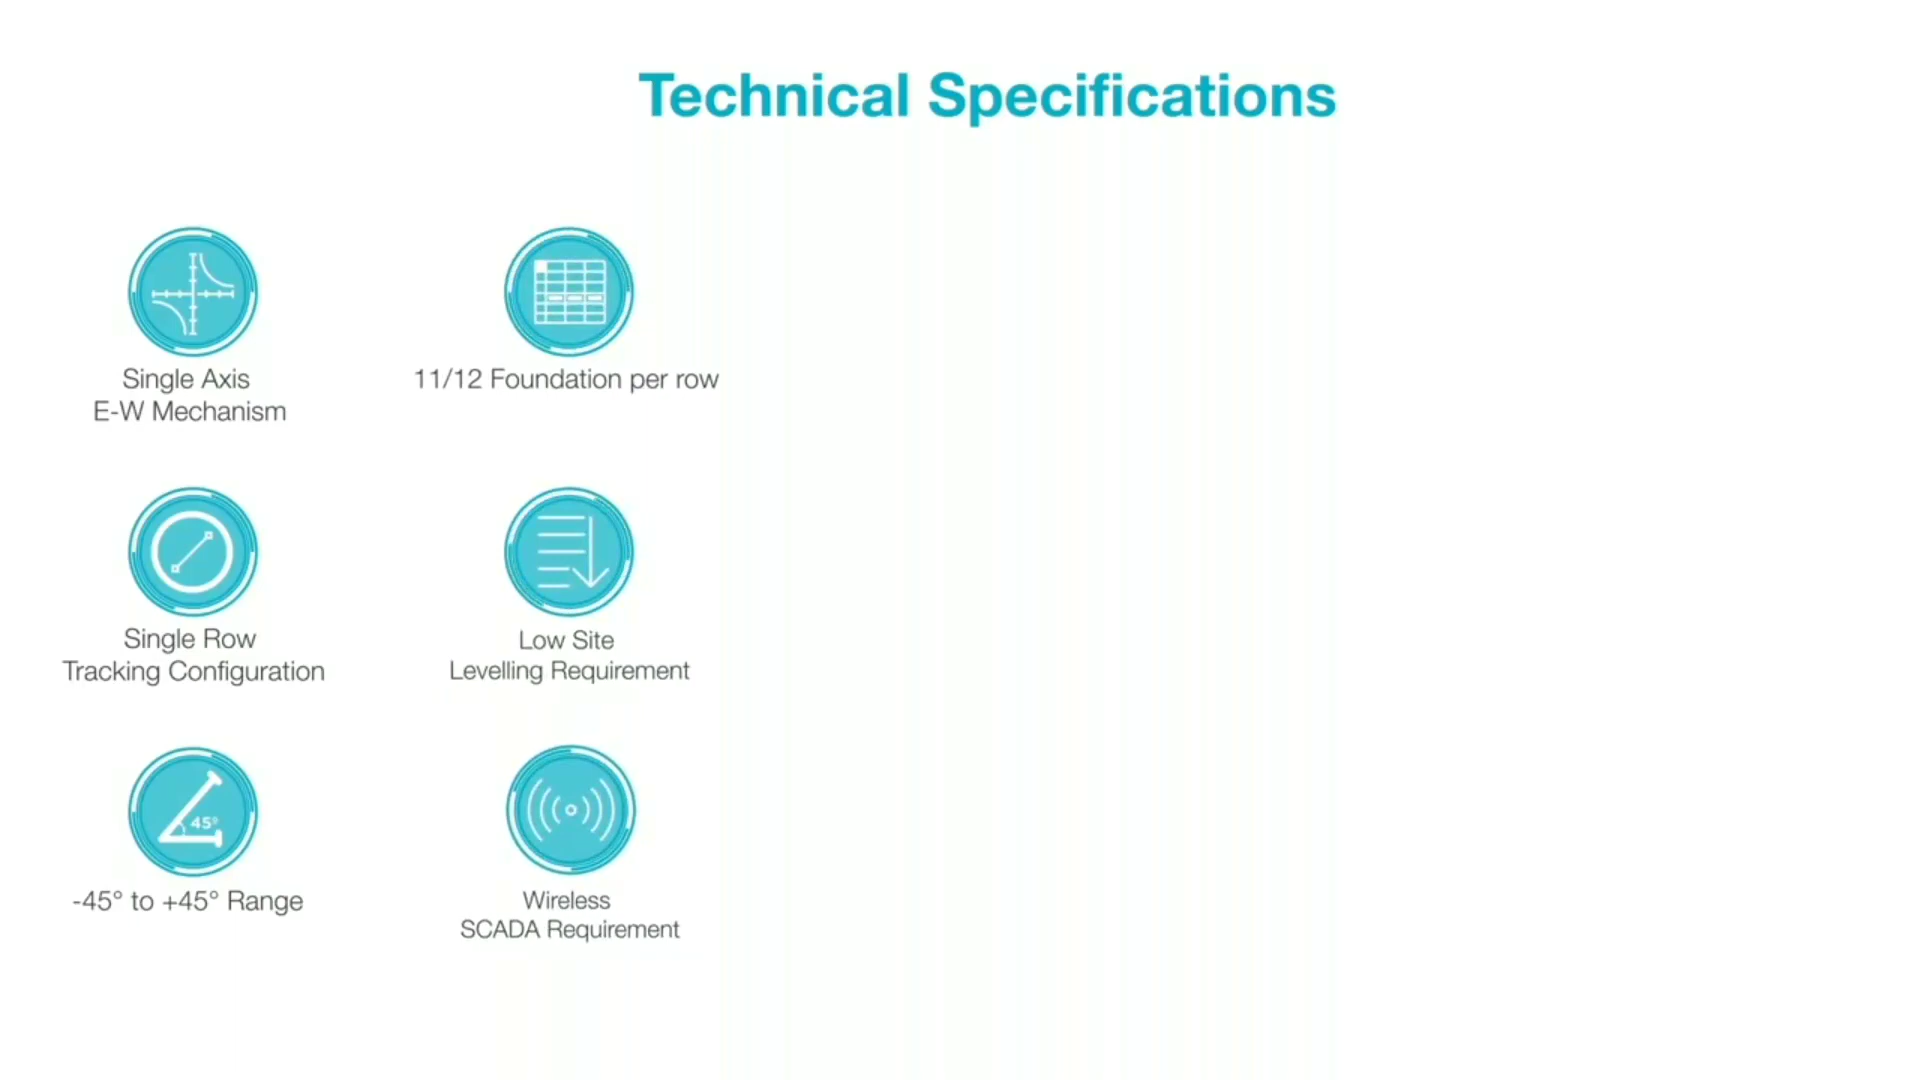 Technical Specifications
Single Axis
E-W Mechanism
11/12 Foundation per row
Single Row
Tracking Configuration
Low Site
Levelling Requirement
45°
-45° to +45° Range
Wireless
SCADA Requirement